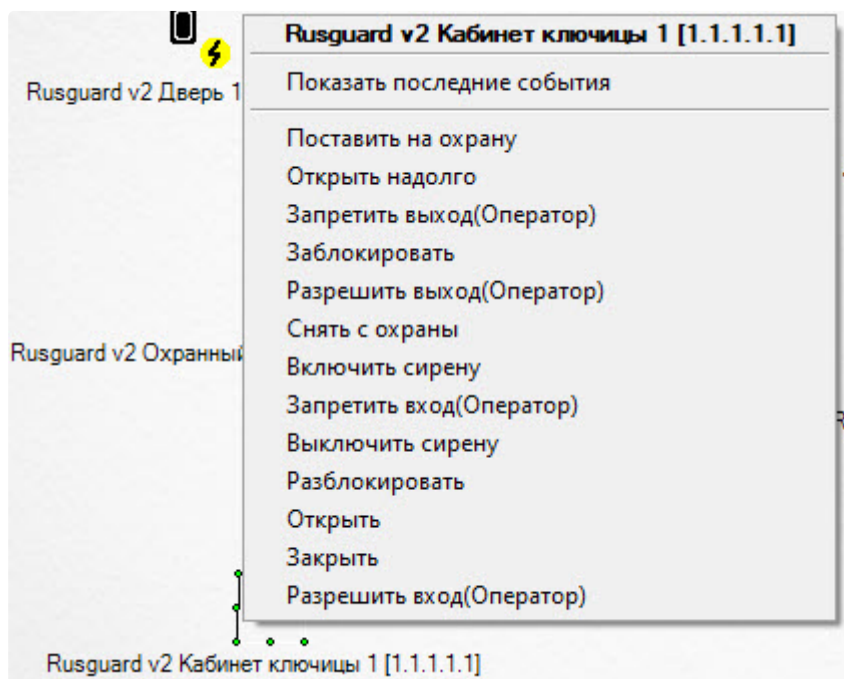 Rusguard v2 Кабинет ключицы 1 [1.1.1.1.1]
Rusguard v2 Дверь 1
Показать последние события
Поставить на охрану
Открыть надолго
Запретить выход(Оператор)
Заблокировать
Разрешить выход(Оператор)
Снять с охраны
Rusguard v2 Охранный
Включить сирену
Запретить вход(Оператор)
Выключить сирену
Разблокировать
Открыть
Закрыть
Разрешить вход(Оператор)
Rusguard v2 Кабинет ключицы 1 [1.1.1.1.1]